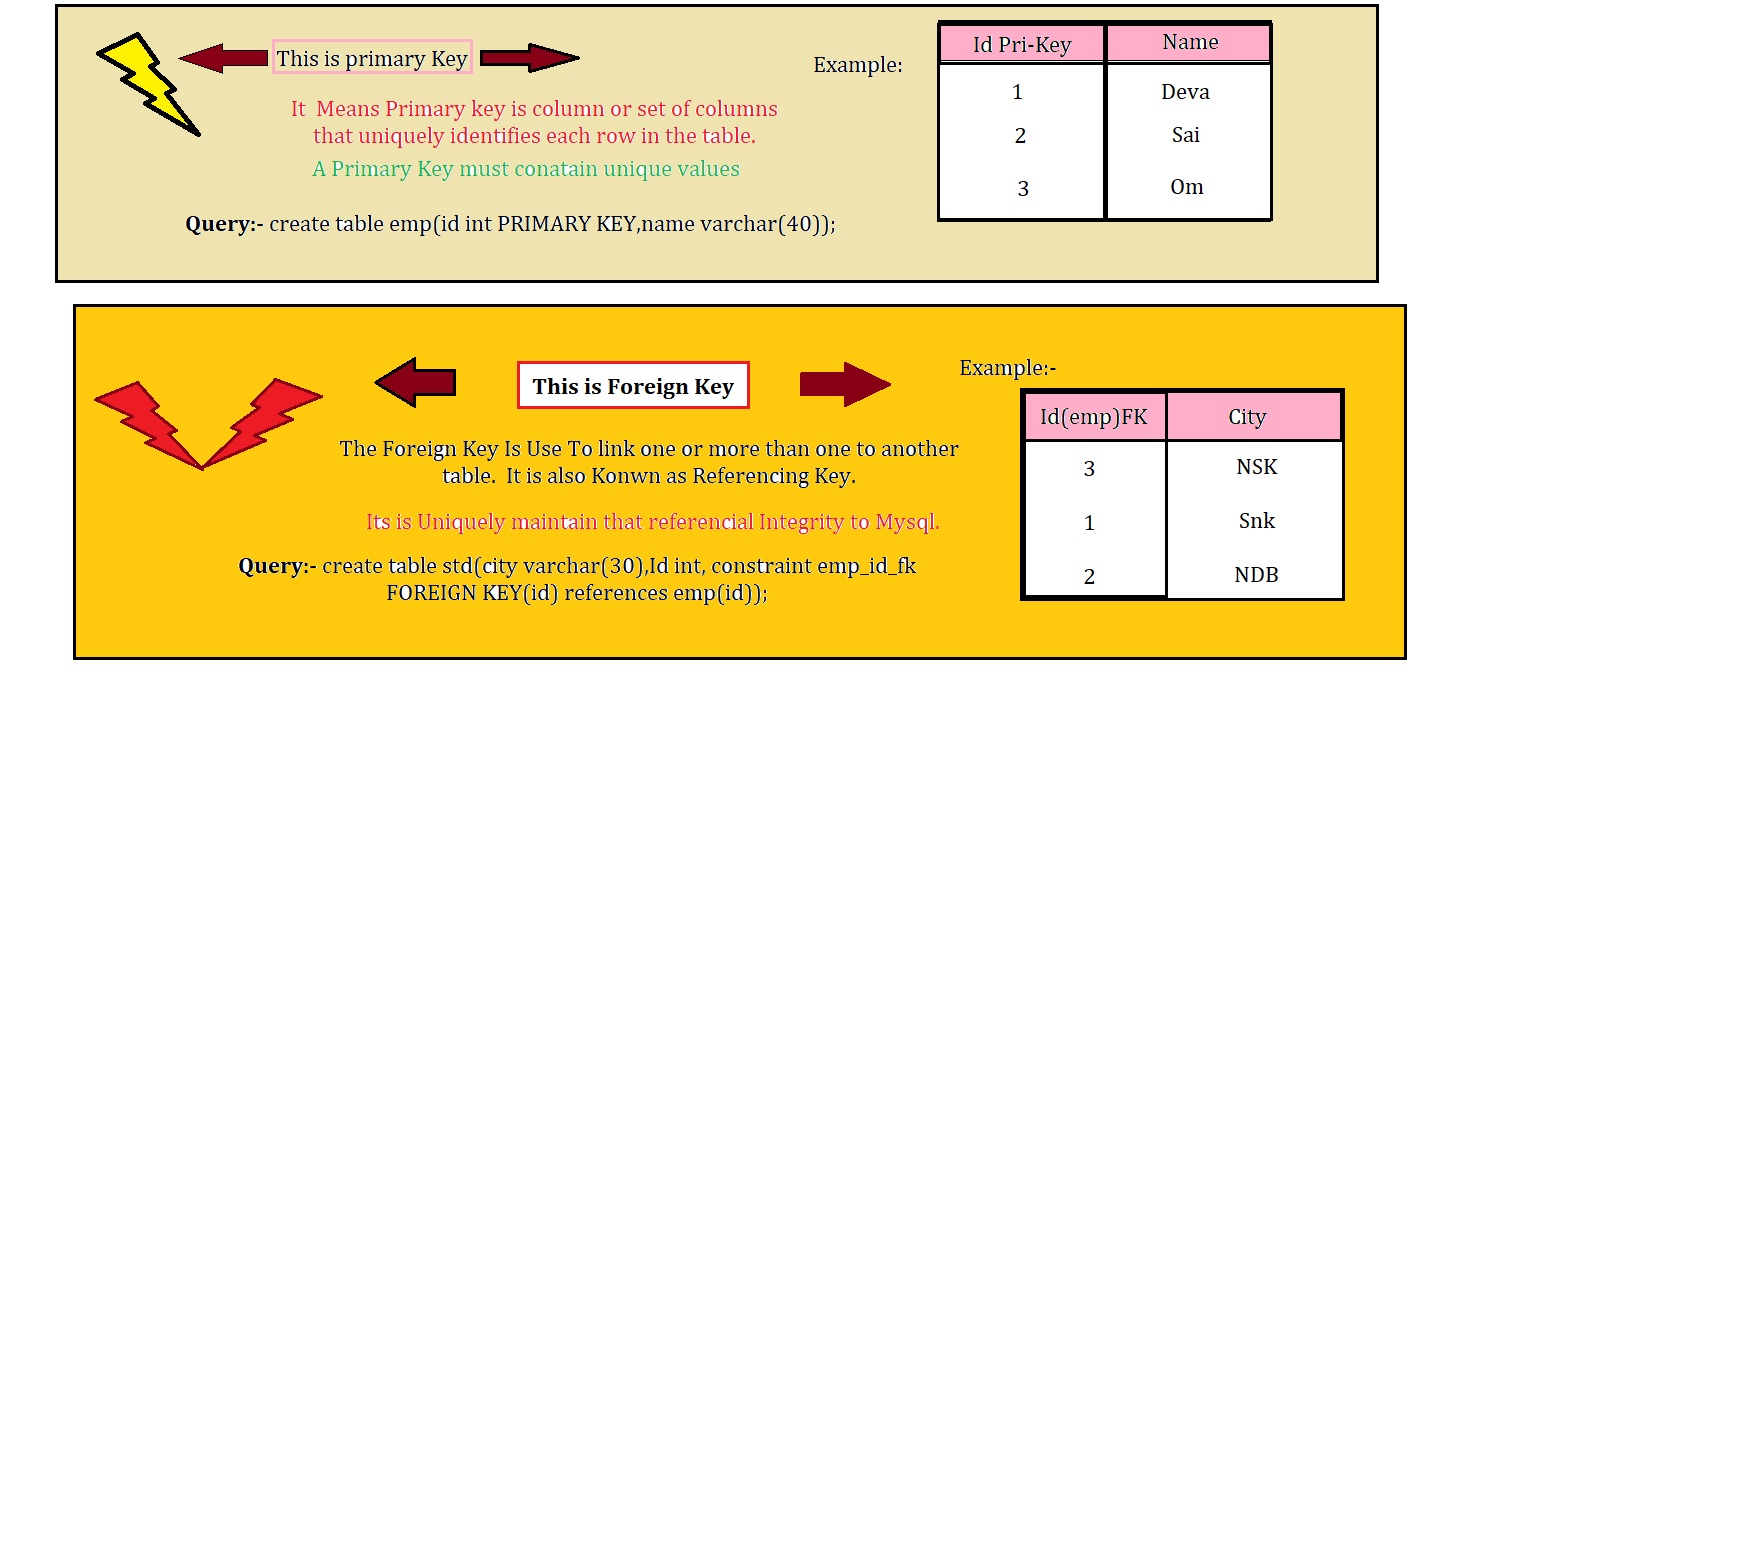 This is primary Key
It  Means Primary key is column or set of columns
that uniquely identifies each row in the table.
A Primary Key must conatain unique values
Query:- create table emp(id int PRIMARY KEY,name varchar(40));
Example:
Id Pri-Key Name
1 Deva
2 Sai
3 Om
This is Foreign Key
The Foreign Key Is Use To link one or more than one to another
table.  It is also Konwn as Referencing Key.
Its is Uniquely maintain that referencial Integrity to Mysql.
Query:- create table std(city varchar(30),Id int, constraint emp_id_fk
FOREIGN KEY(id) references emp(id));
Example:-
Id(emp)FK City
3 NSK
1 Snk
2 NDB